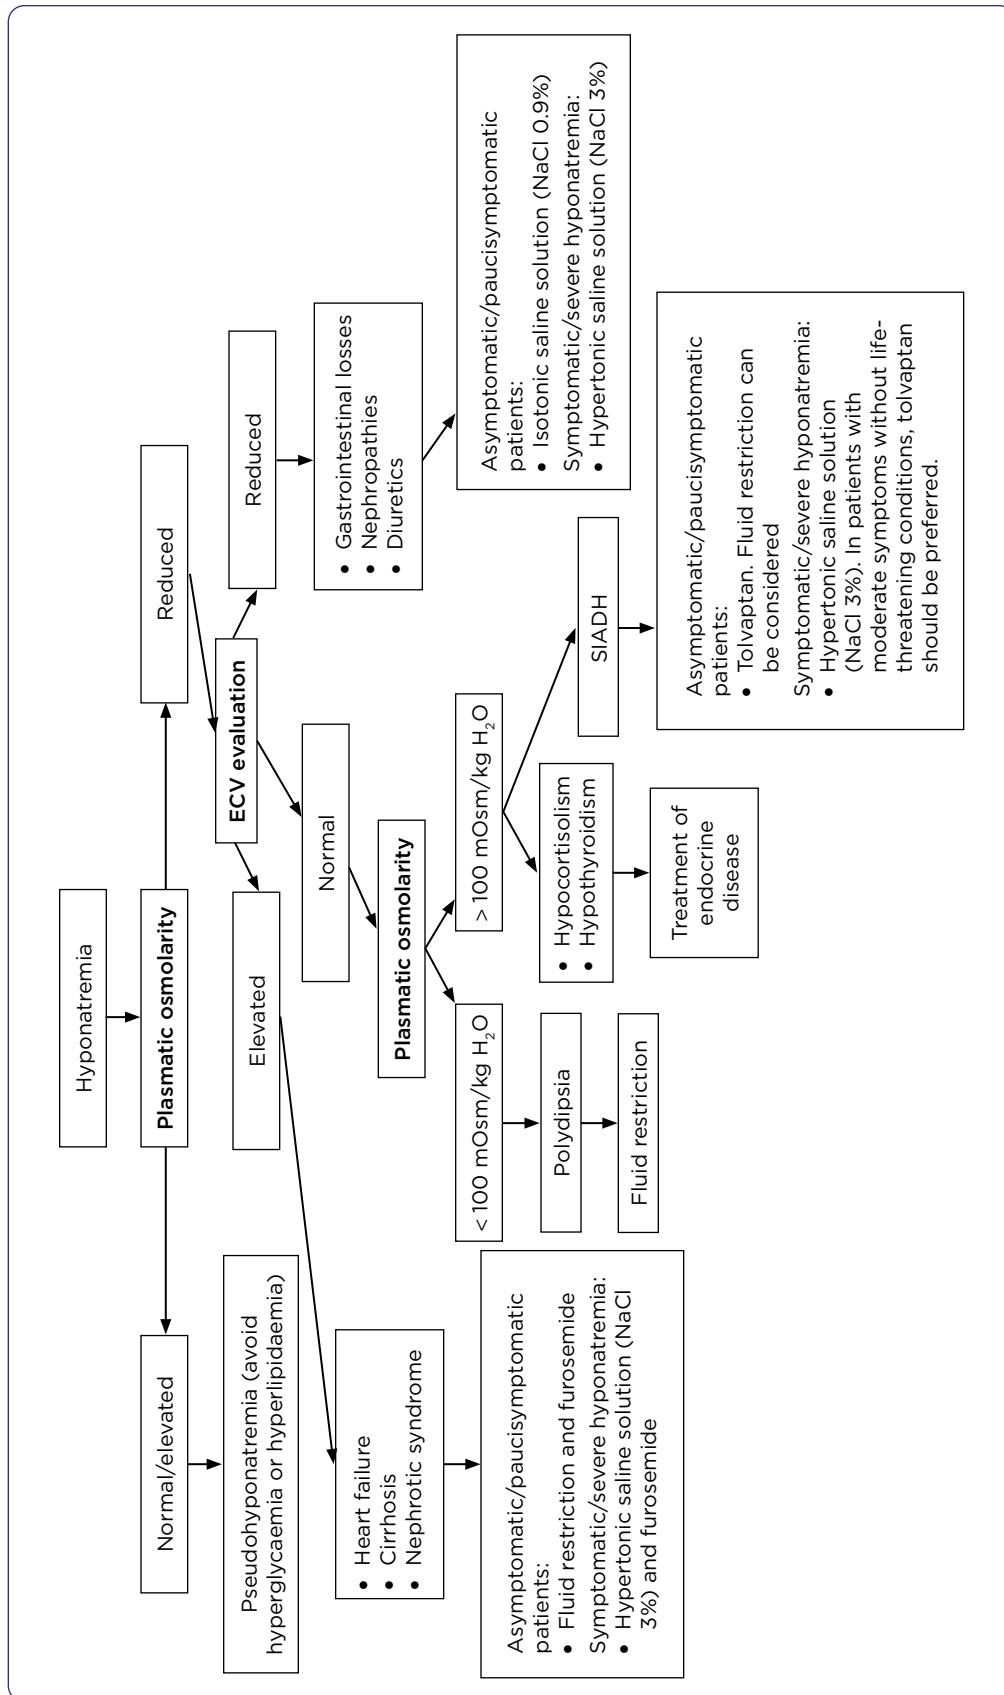 Hyponatremia
Plasmatic osmolarity
Normal/elevated
Reduced
Pseudohyponatremia (avoid
hyperglycaemia or hyperlipidaemia)
ECV evaluation
Elevated
Normal
Reduced
• Heart failure
• Cirrhosis
• Nephrotic syndrome
Asymptomatic/paucisymptomatic
patients:
• Fluid restriction and furosemide
Symptomatic/severe hyponatremia:
• Hypertonic saline solution (NaCl
3%) and furosemide
Plasmatic osmolarity
< 100 mOsm/kg H₂O
> 100 mOsm/kg H₂O
Polydipsia
Fluid restriction
• Hypocortisolism
• Hypothyroidism
Treatment of
endocrine
disease
SIADH
Asymptomatic/paucisymptomatic
patients:
• Tolvaptan. Fluid restriction can
be considered
Symptomatic/severe hyponatremia:
• Hypertonic saline solution
(NaCl 3%). In patients with
moderate symptoms without life-
threatening conditions, tolvaptan
should be preferred.
• Gastrointestinal losses
• Nephropathies
• Diuretics
Asymptomatic/paucisymptomatic
patients:
• Isotonic saline solution (NaCl 0.9%)
Symptomatic/severe hyponatremia:
• Hypertonic saline solution (NaCl 3%)